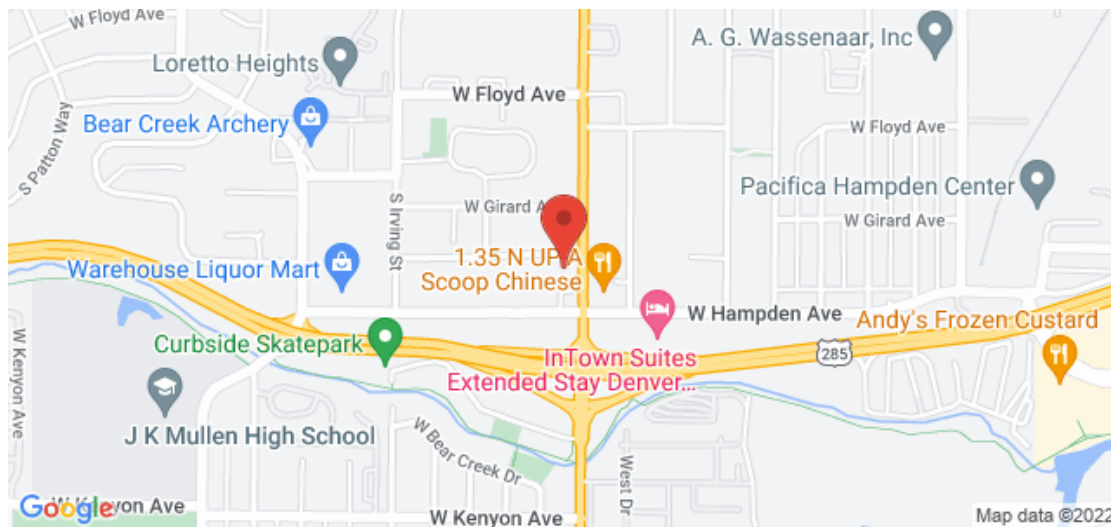 W Floyd Ave
Loretto Heights
A. G. Wassenaar, Inc
W Floyd Ave
Bear Creek Archery
W Floyd Ave
S Patton Way
Pacifica Hampden Center
W Girard
S Irving St
W Girard Ave
1.35 N UP A
Scoop Chinese
Warehouse Liquor Mart
W Hampden Ave
Andy's Frozen Custard
Curbside Skatepark
285
InTown Suites
Extended Stay Denver...
W Kenyon Ave
J K Mullen High School
W Bear Creek Dr
West Dr
W Kenyon Ave
Google
W Kenyon Ave
Map data ©2022